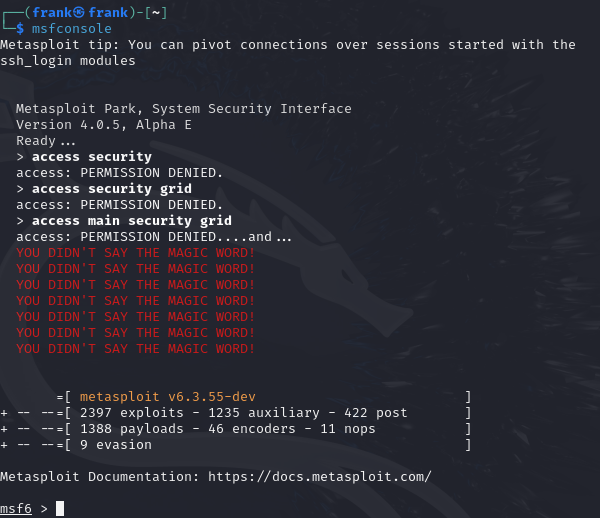 ┌──(frank㉿frank)-[~]
└─$ msfconsole
Metasploit tip: You can pivot connections over sessions started with the
ssh_login modules
Metasploit Park, System Security Interface
Version 4.0.5, Alpha E
Ready...
> access security
access: PERMISSION DENIED.
> access security grid
access: PERMISSION DENIED.
> access main security grid
access: PERMISSION DENIED....and...
YOU DIDN'T SAY THE MAGIC WORD!
YOU DIDN'T SAY THE MAGIC WORD!
YOU DIDN'T SAY THE MAGIC WORD!
YOU DIDN'T SAY THE MAGIC WORD!
YOU DIDN'T SAY THE MAGIC WORD!
YOU DIDN'T SAY THE MAGIC WORD!
YOU DIDN'T SAY THE MAGIC WORD!
=[ metasploit v6.3.55-dev ]
+ -- --=[ 2397 exploits - 1235 auxiliary - 422 post ]
+ -- --=[ 1388 payloads - 46 encoders - 11 nops ]
+ -- --=[ 9 evasion ]
Metasploit Documentation: https://docs.metasploit.com/
msf6 >